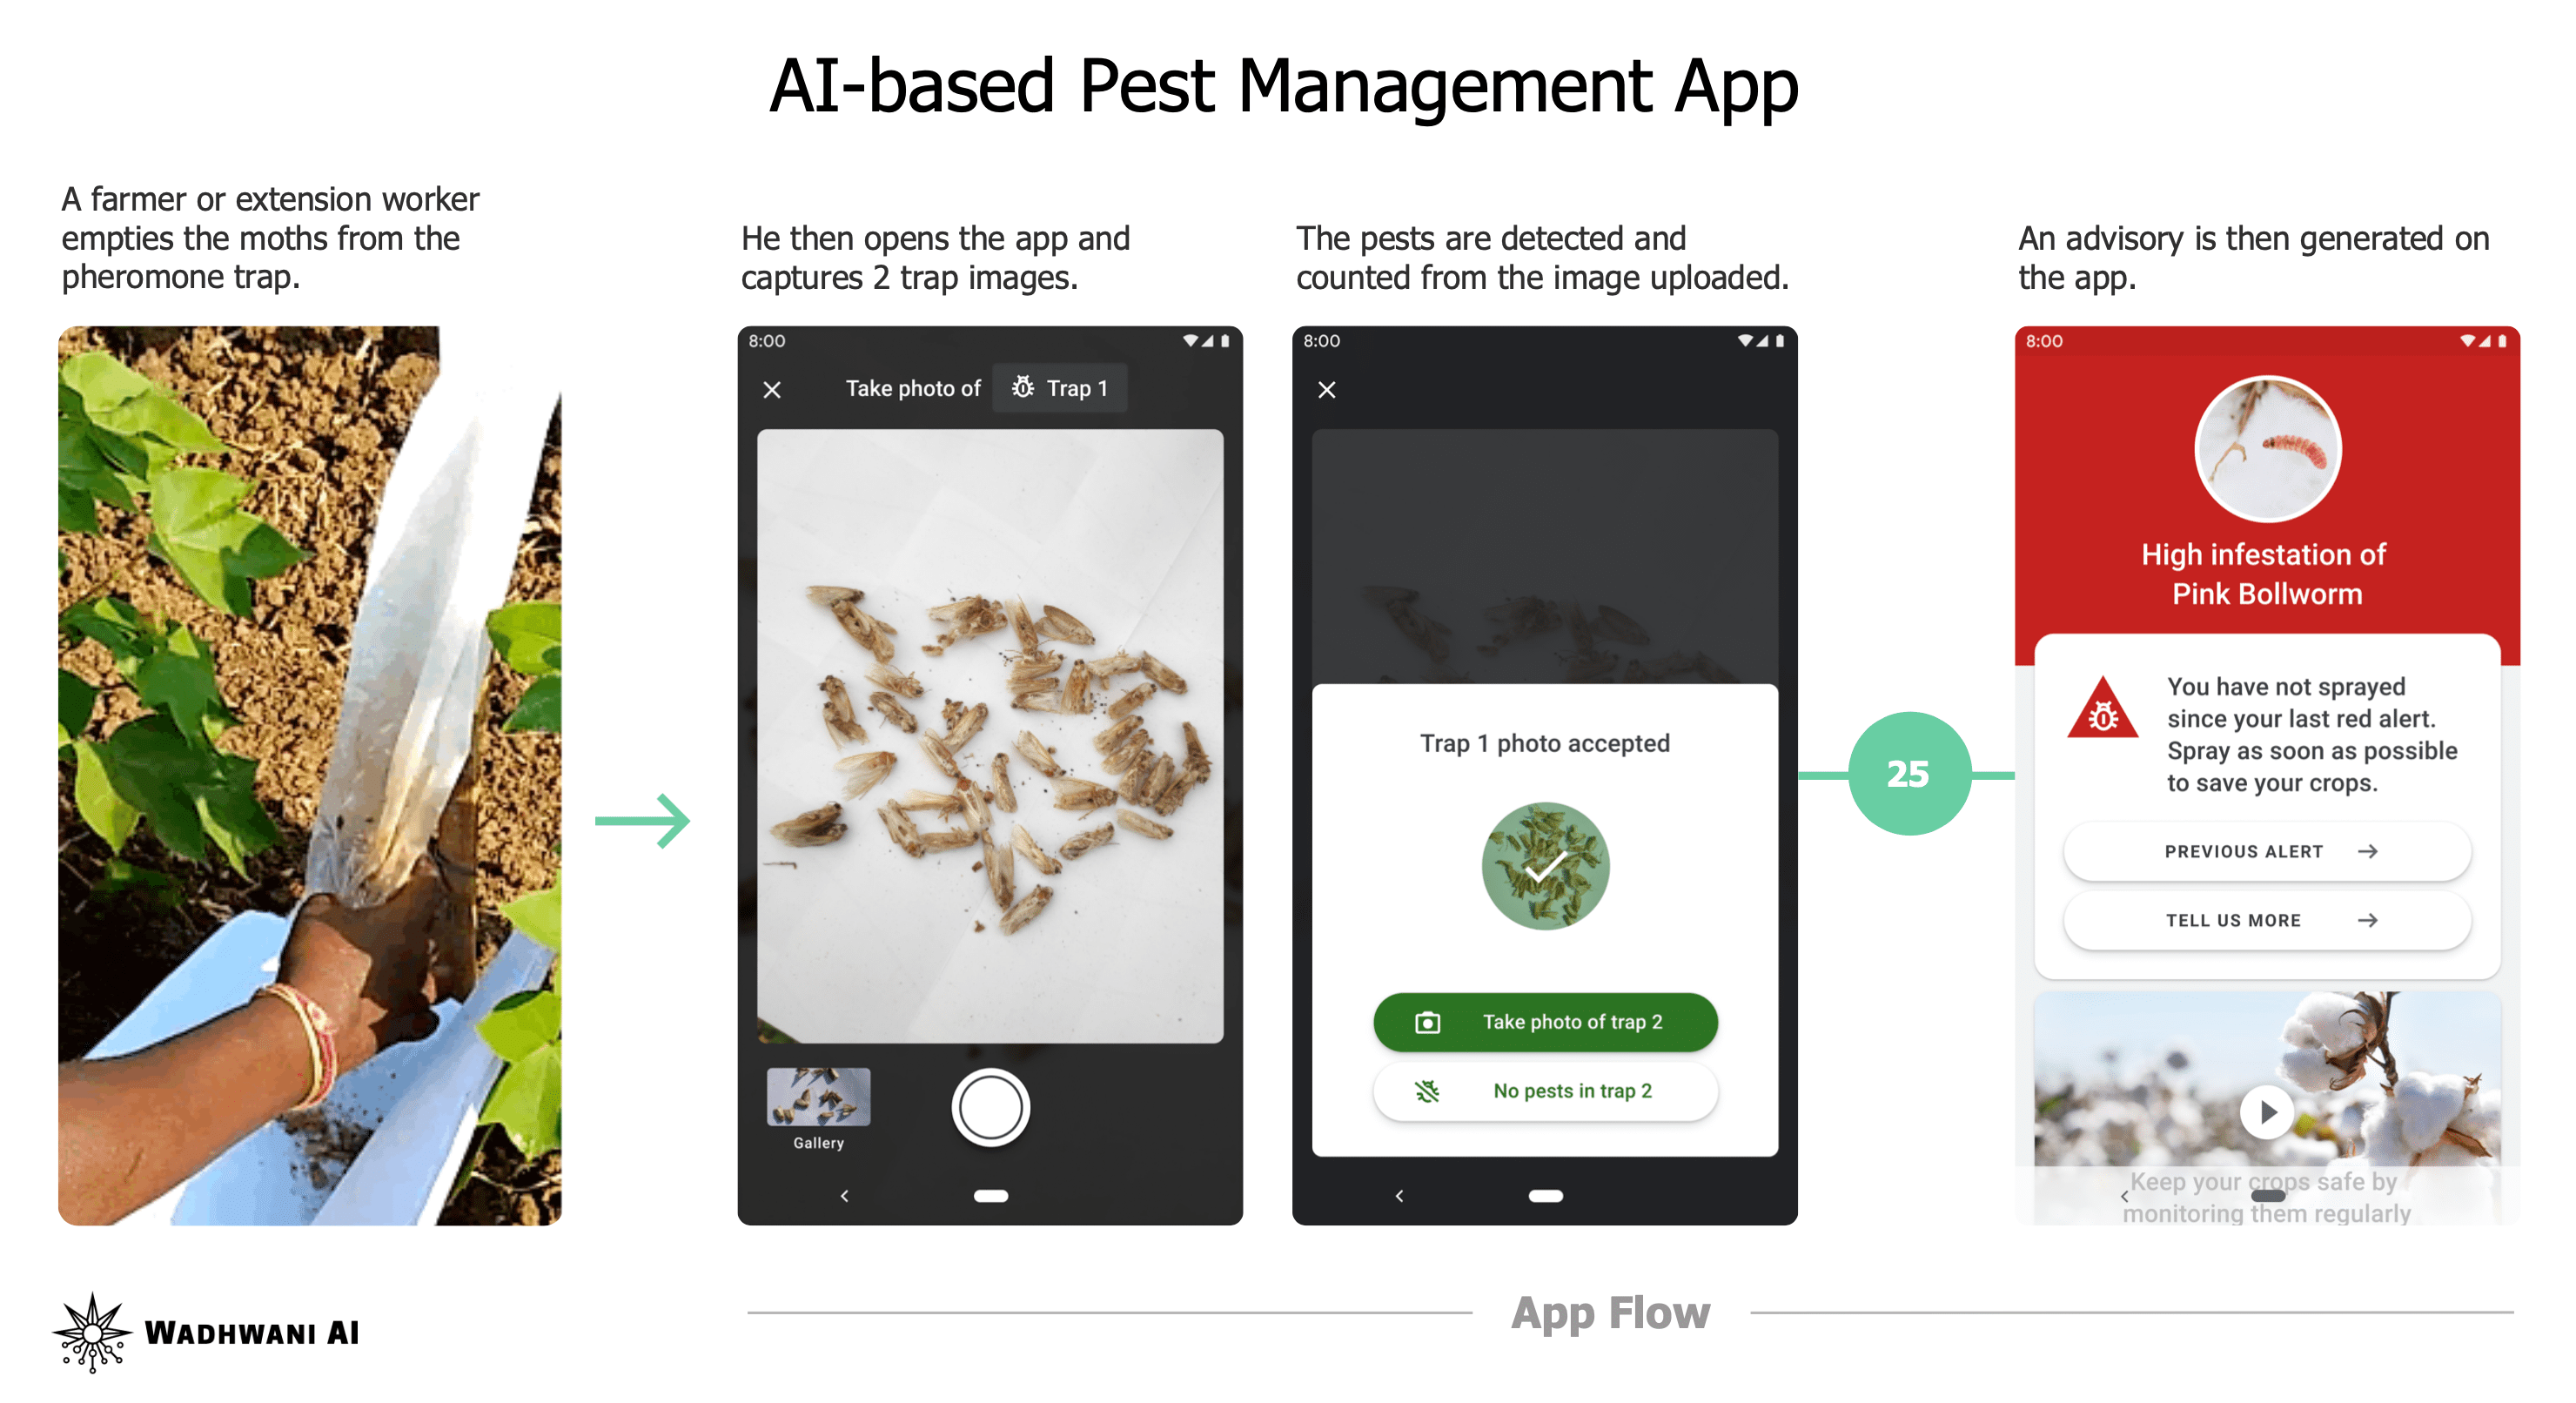 AI-based Pest Management App
A farmer or extension worker
empties the moths from the
pheromone trap.
He then opens the app and
captures 2 trap images.
The pests are detected and
counted from the image uploaded.
An advisory is then generated on
the app.
8:00
Take photo of Trap 1
Gallery
8:00
Trap 1 photo accepted
Take photo of trap 2
No pests in trap 2
25
8:00
High infestation of
Pink Bollworm
You have not sprayed
since your last red alert.
Spray as soon as possible
to save your crops.
PREVIOUS ALERT
TELL US MORE
Keep your crops safe by
monitoring them regularly
WADHWANI AI
App Flow